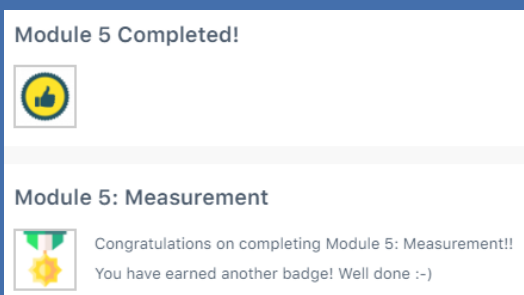 Module 5 Completed!
Module 5: Measurement
Congratulations on completing Module 5: Measurement!!
You have earned another badge! Well done :-)